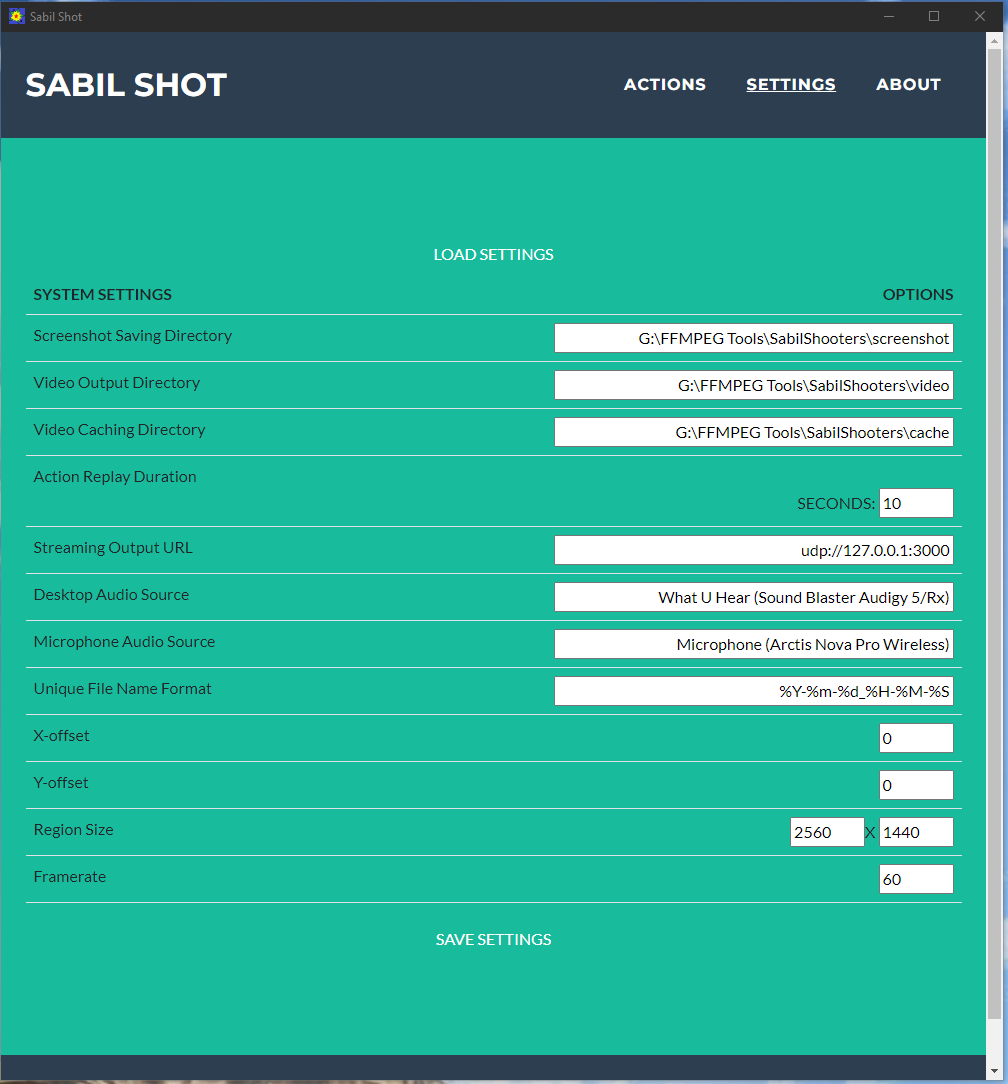 Sabil Shot
SABIL SHOT
ACTIONS SETTINGS ABOUT
LOAD SETTINGS
SYSTEM SETTINGS OPTIONS
Screenshot Saving Directory G:\FFMPEG Tools\SabilShooters\screenshot
Video Output Directory G:\FFMPEG Tools\SabilShooters\video
Video Caching Directory G:\FFMPEG Tools\SabilShooters\cache
Action Replay Duration
SECONDS: 10
Streaming Output URL udp://127.0.0.1:3000
Desktop Audio Source What U Hear (Sound Blaster Audigy 5/Rx)
Microphone Audio Source Microphone (Arctis Nova Pro Wireless)
Unique File Name Format %Y-%m-%d_%H-%M-%S
X-offset 0
Y-offset 0
Region Size 2560 X 1440
Framerate 60
SAVE SETTINGS